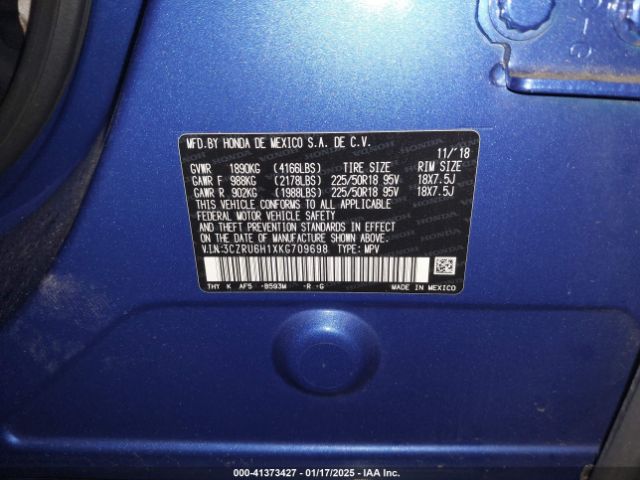 MFD.BY HONDA DE MEXICO S.A. DE C.V. 11/'18
GVWR 1890KG (4166LBS) TIRE SIZE RIM SIZE
GAWR F 988KG (2178LBS) 225/50R18 95V 18X7.5J
GAWR R 902KG (1988LBS) 225/50R18 95V 18X7.5J
THIS VEHICLE CONFORMS TO ALL APPLICABLE
FEDERAL MOTOR VEHICLE SAFETY
AND THEFT PREVENTION STANDARDS IN EFFECT
ON THE DATE OF MANUFACTURE SHOWN ABOVE.
V.I.N:3CZRU6H1XKG709698 TYPE: MPV
THY K AF5 -B593M -R -G MADE IN MEXICO
000-41373427 - 01/17/2025 - IAA Inc.